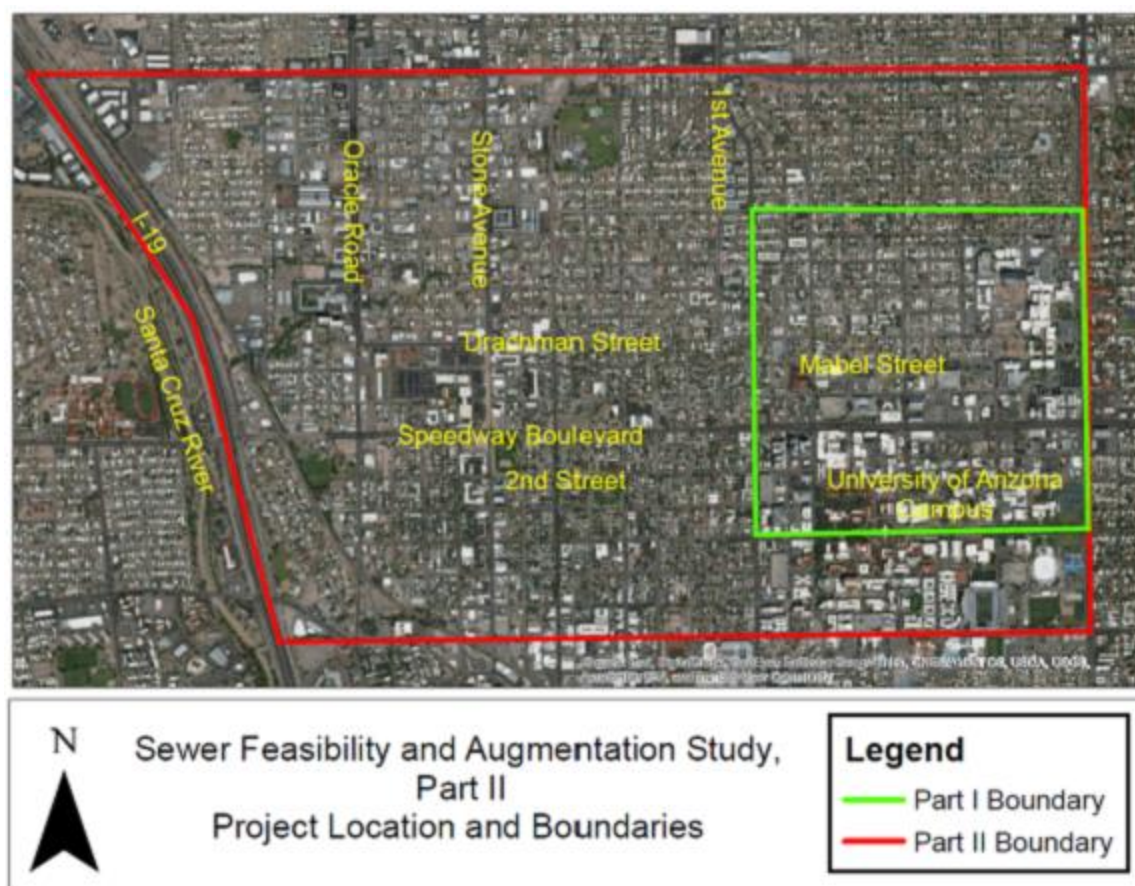 1st Avenue
Stone Avenue
Oracle Road
I-19
Santa Cruz River
Drachman Street
Mabel Street
Speedway Boulevard
2nd Street
University of Arizona
Campus
N
Sewer Feasibility and Augmentation Study,
Part II
Project Location and Boundaries
Legend
Part I Boundary
Part II Boundary